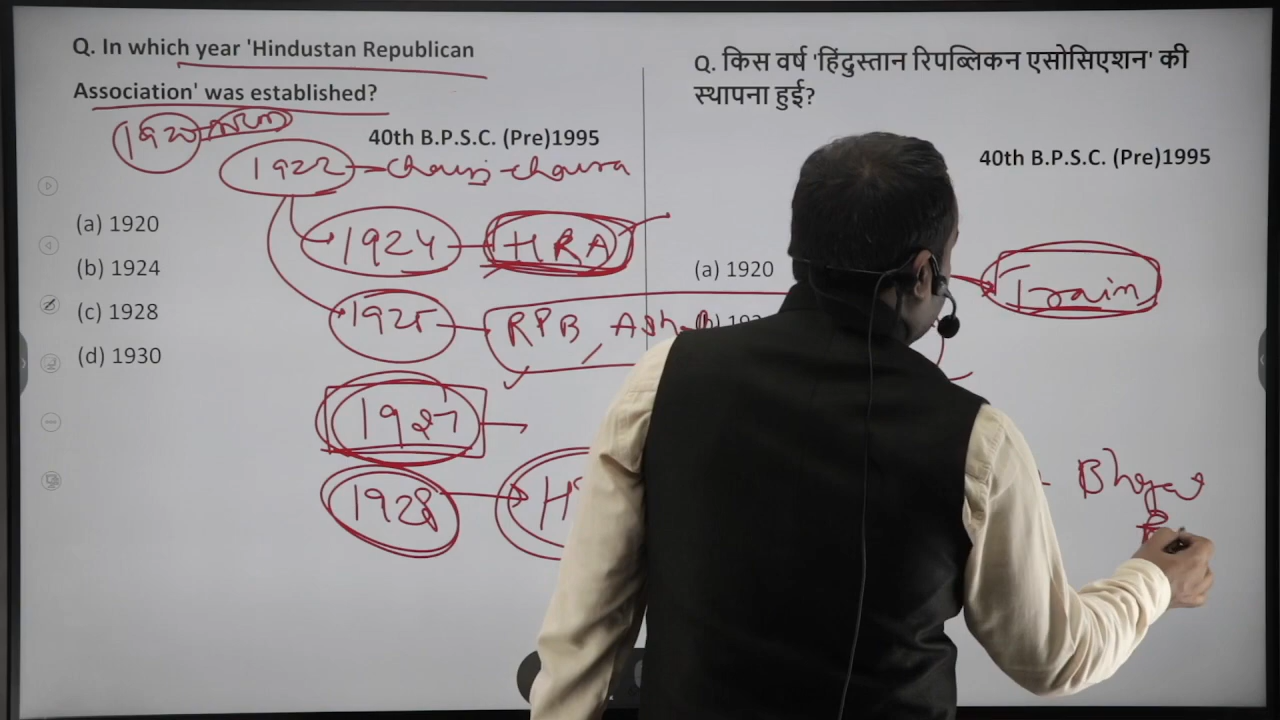 Q. In which year 'Hindustan Republican
Association' was established?
40th B.P.S.C. (Pre)1995
1922 - Chauri-chaura
(a) 1920
(b) 1924
(c) 1928
(d) 1930
1924 - HRA
1925 - RPB, Ash
1927
1928
Q. किस वर्ष 'हिंदुस्तान रिपब्लिकन एसोसिएशन' की
स्थापना हुई?
40th B.P.S.C. (Pre)1995
(a) 1920
Train
Bhagat